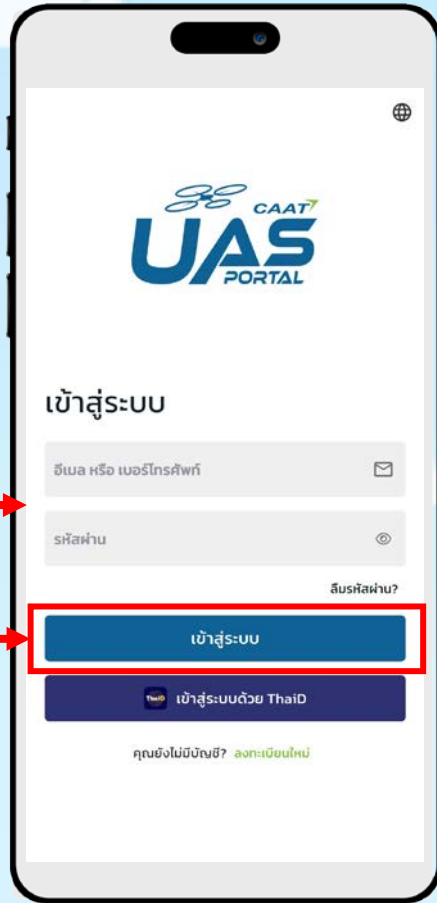 CAAT
UAS
PORTAL
เข้าสู่ระบบ
อีเมล หรือ เบอร์โทรศัพท์
รหัสผ่าน
ลืมรหัสผ่าน?
เข้าสู่ระบบ
ThaiD เข้าสู่ระบบด้วย ThaiD
คุณยังไม่มีบัญชี? ลงทะเบียนใหม่